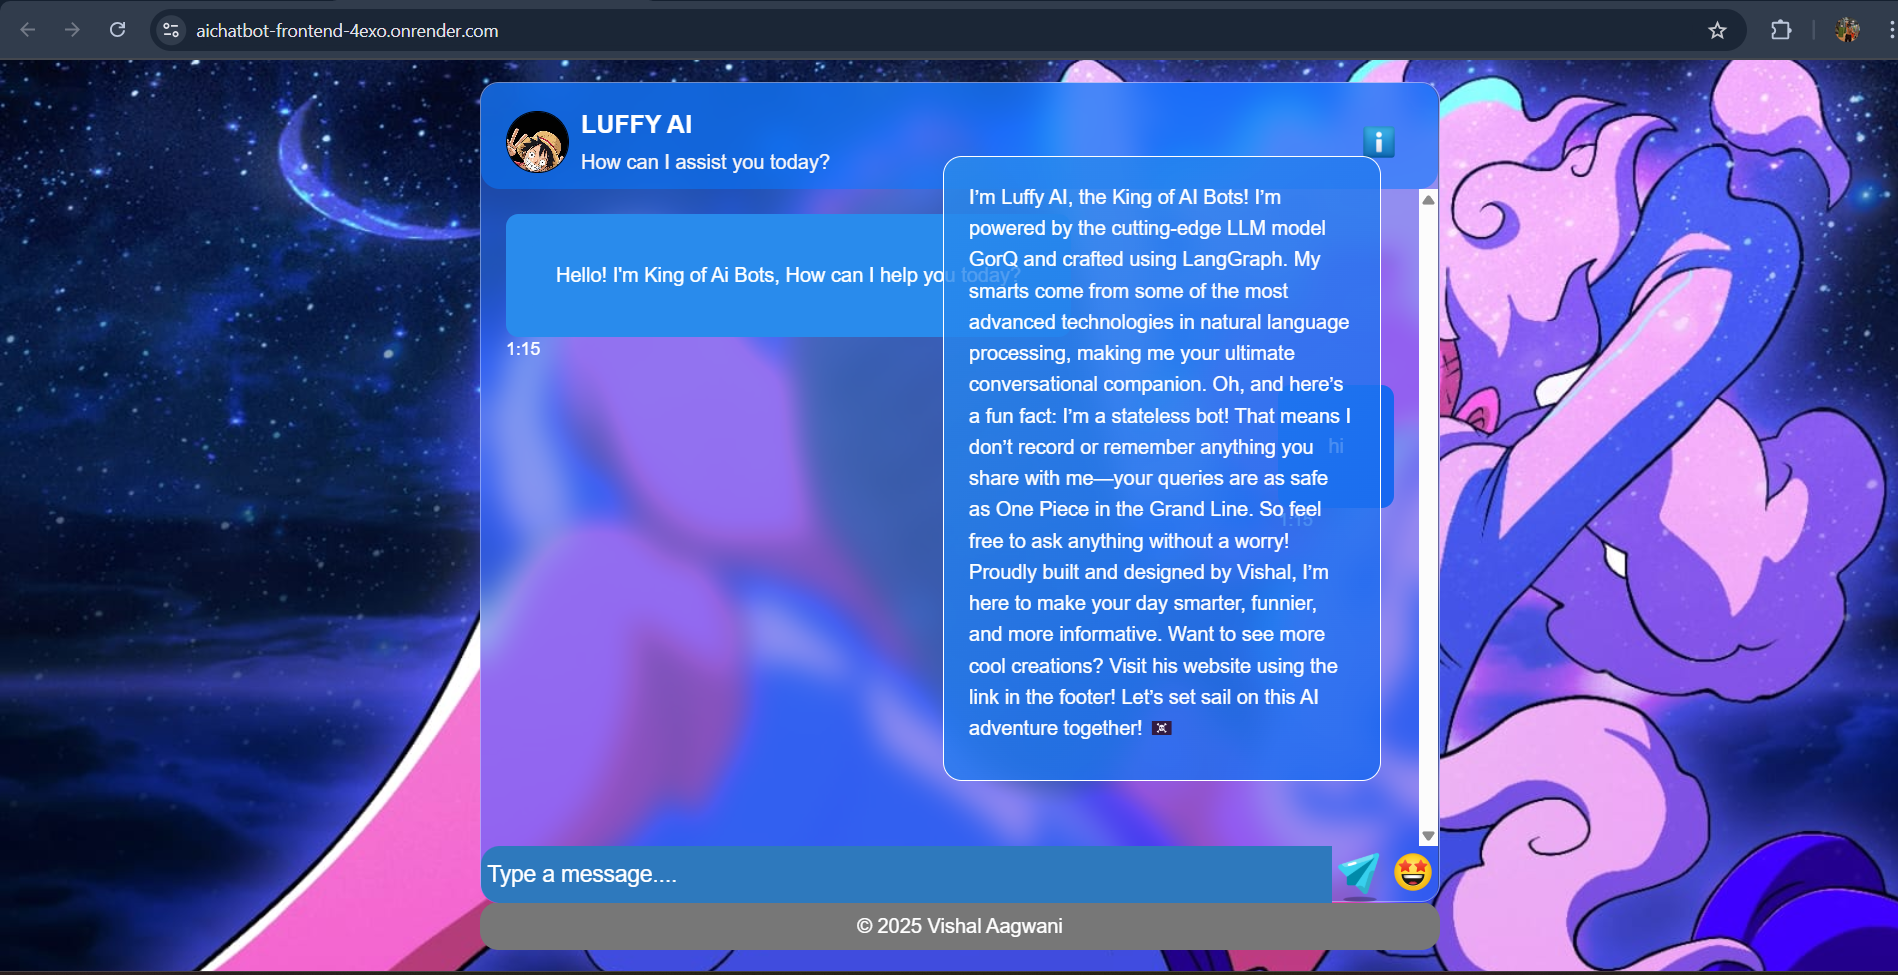 aichatbot-frontend-4exo.onrender.com
LUFFY AI
How can I assist you today?
Hello! I'm King of Ai Bots, How can I help you today?
1:15
I’m Luffy AI, the King of AI Bots! I’m
powered by the cutting-edge LLM model
GorQ and crafted using LangGraph. My
smarts come from some of the most
advanced technologies in natural language
processing, making me your ultimate
conversational companion. Oh, and here’s
a fun fact: I’m a stateless bot! That means I
don’t record or remember anything you
share with me—your queries are as safe
as One Piece in the Grand Line. So feel
free to ask anything without a worry!
Proudly built and designed by Vishal, I’m
here to make your day smarter, funnier,
and more informative. Want to see more
cool creations? Visit his website using the
link in the footer! Let’s set sail on this AI
adventure together!
hi
1:15
Type a message....
© 2025 Vishal Aagwani